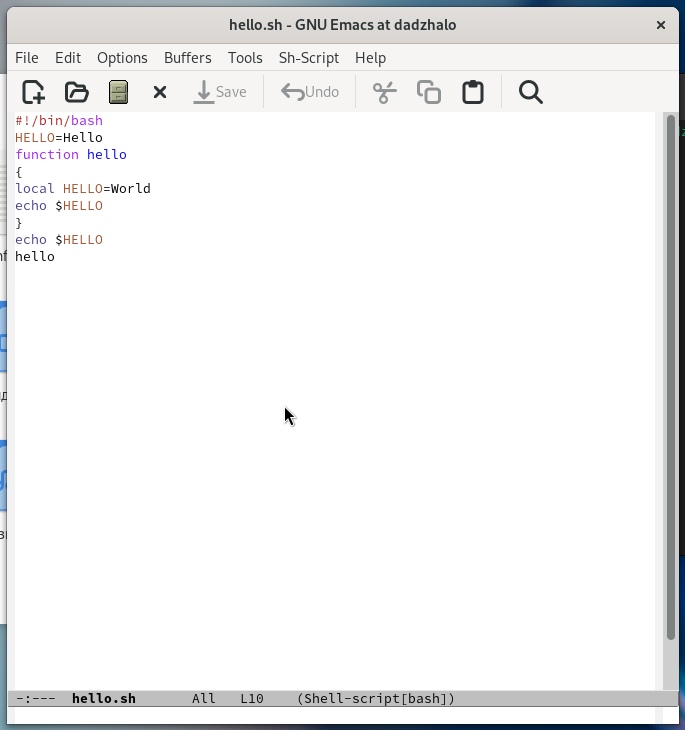 hello.sh - GNU Emacs at dadzhalo
File Edit Options Buffers Tools Sh-Script Help
Save Undo
#!/bin/bash
HELLO=Hello
function hello
{
local HELLO=World
echo $HELLO
}
echo $HELLO
hello
-:--- hello.sh All L10 (Shell-script[bash])